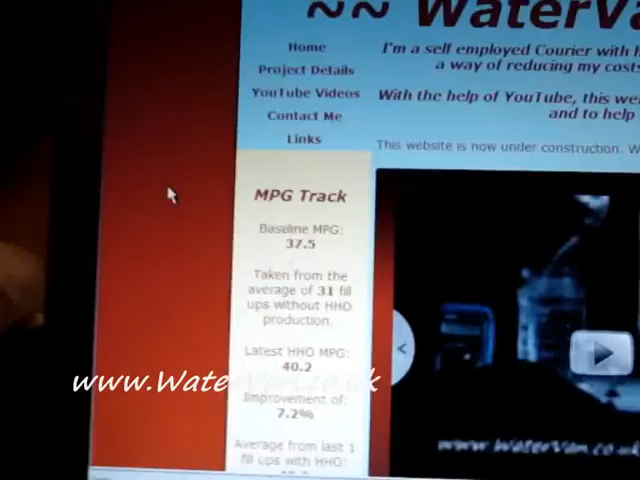 ~~ WaterVa
Home
Project Details
YouTube Videos
Contact Me
Links
I'm a self employed Courier with
a way of reducing my costs
With the help of YouTube, this
and to help
This website is now under construction. W
MPG Track
Baseline MPG:
37.5
Taken from the
average of 31 fill
ups without HHO
production.
Latest HHO MPG:
40.2
Improvement of:
7.2%
Average from last 1
fill ups with HHO:
www.WaterVan.co.uk
www.WaterVan.co.uk